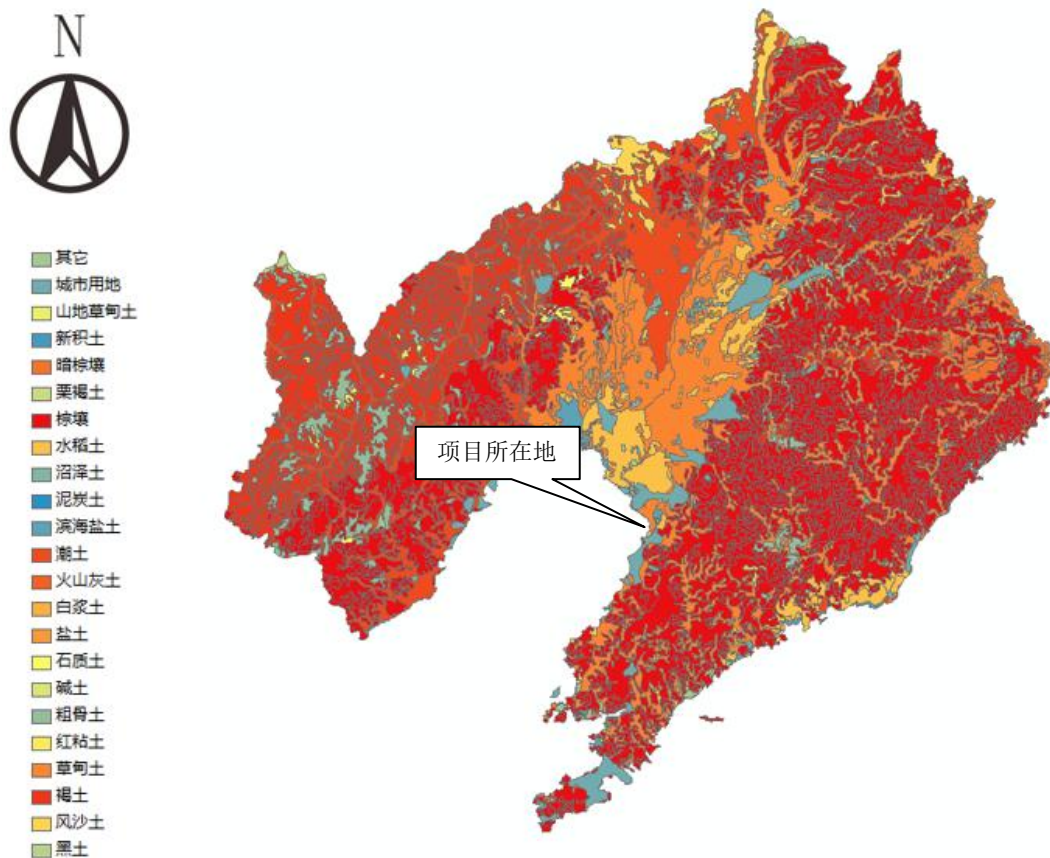 N
其它
城市用地
山地草甸土
新积土
暗棕壤
栗褐土
棕壤
水稻土
沼泽土
泥炭土
滨海盐土
潮土
火山灰土
白浆土
盐土
石质土
碱土
粗骨土
红粘土
草甸土
褐土
风沙土
黑土
项目所在地